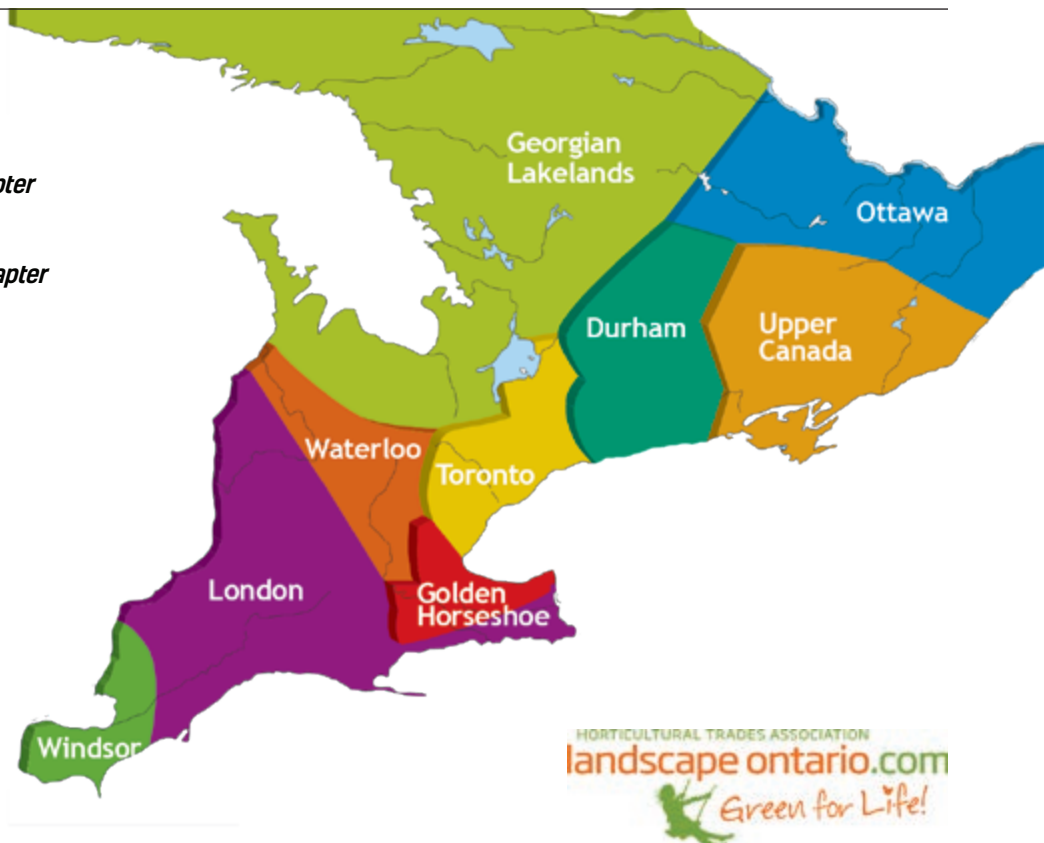 pter
apter
Georgian
Lakelands
Ottawa
Durham
Upper
Canada
Waterloo
Toronto
London
Golden
Horseshoe
Windsor
HORTICULTURAL TRADES ASSOCIATION
landscape ontario.com
Green for Life!